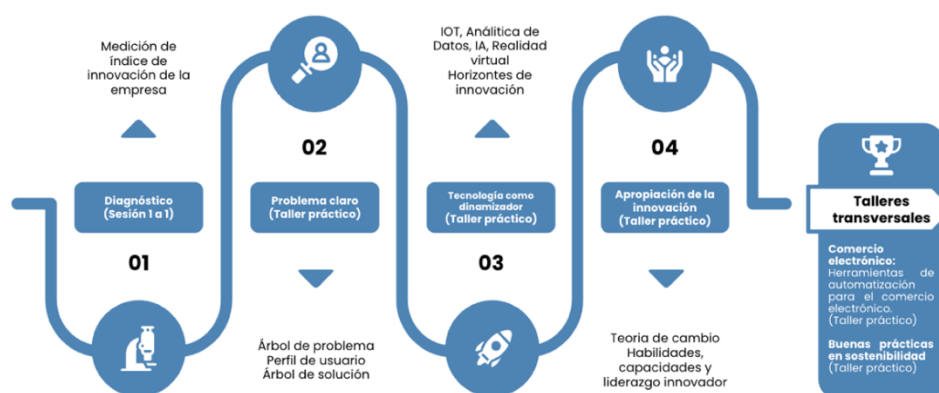 Medición de
índice de
innovación de la
empresa
Diagnóstico
(Sesión 1 a 1)
01
02
Problema claro
(Taller práctico)
Árbol de problema
Perfil de usuario
Árbol de solución
IOT, Análitica de
Datos, IA, Realidad
virtual
Horizontes de
innovación
Tecnología como
dinamizador
(Taller práctico)
03
04
Apropiación de la
innovación
(Taller práctico)
Teoria de cambio
Habilidades,
capacidades y
liderazgo innovador
Talleres
transversales
Comercio
electrónico:
Herramientas de
automatización
para el comercio
electrónico.
(Taller práctico)
Buenas prácticas
en sostenibilidad
(Taller práctico)